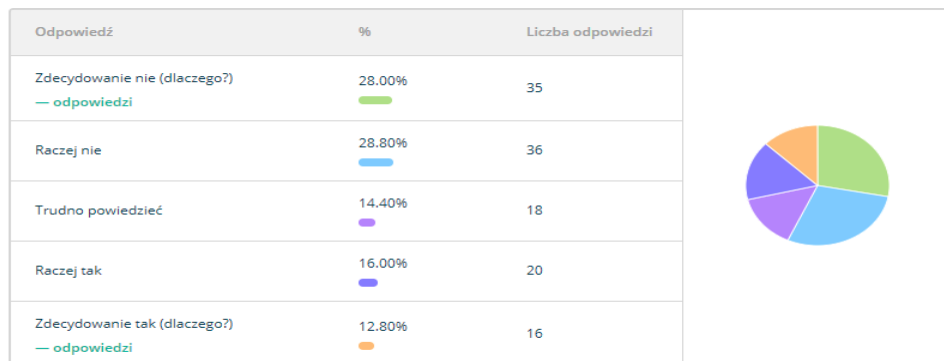 Odpowiedź % Liczba odpowiedzi
Zdecydowanie nie (dlaczego?) 28.00% 35
— odpowiedzi
Raczej nie 28.80% 36
Trudno powiedzieć 14.40% 18
Raczej tak 16.00% 20
Zdecydowanie tak (dlaczego?) 12.80% 16
— odpowiedzi